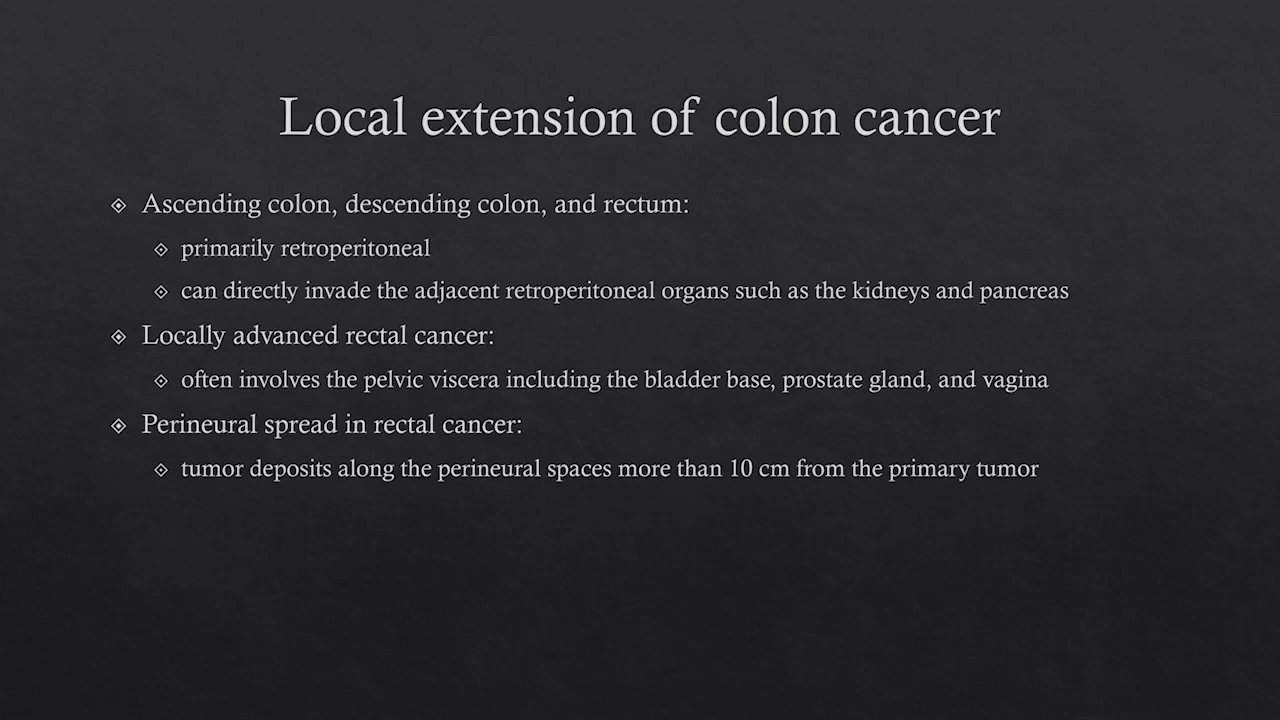 Local extension of colon cancer
Ascending colon, descending colon, and rectum:
primarily retroperitoneal
can directly invade the adjacent retroperitoneal organs such as the kidneys and pancreas
Locally advanced rectal cancer:
often involves the pelvic viscera including the bladder base, prostate gland, and vagina
Perineural spread in rectal cancer:
tumor deposits along the perineural spaces more than 10 cm from the primary tumor